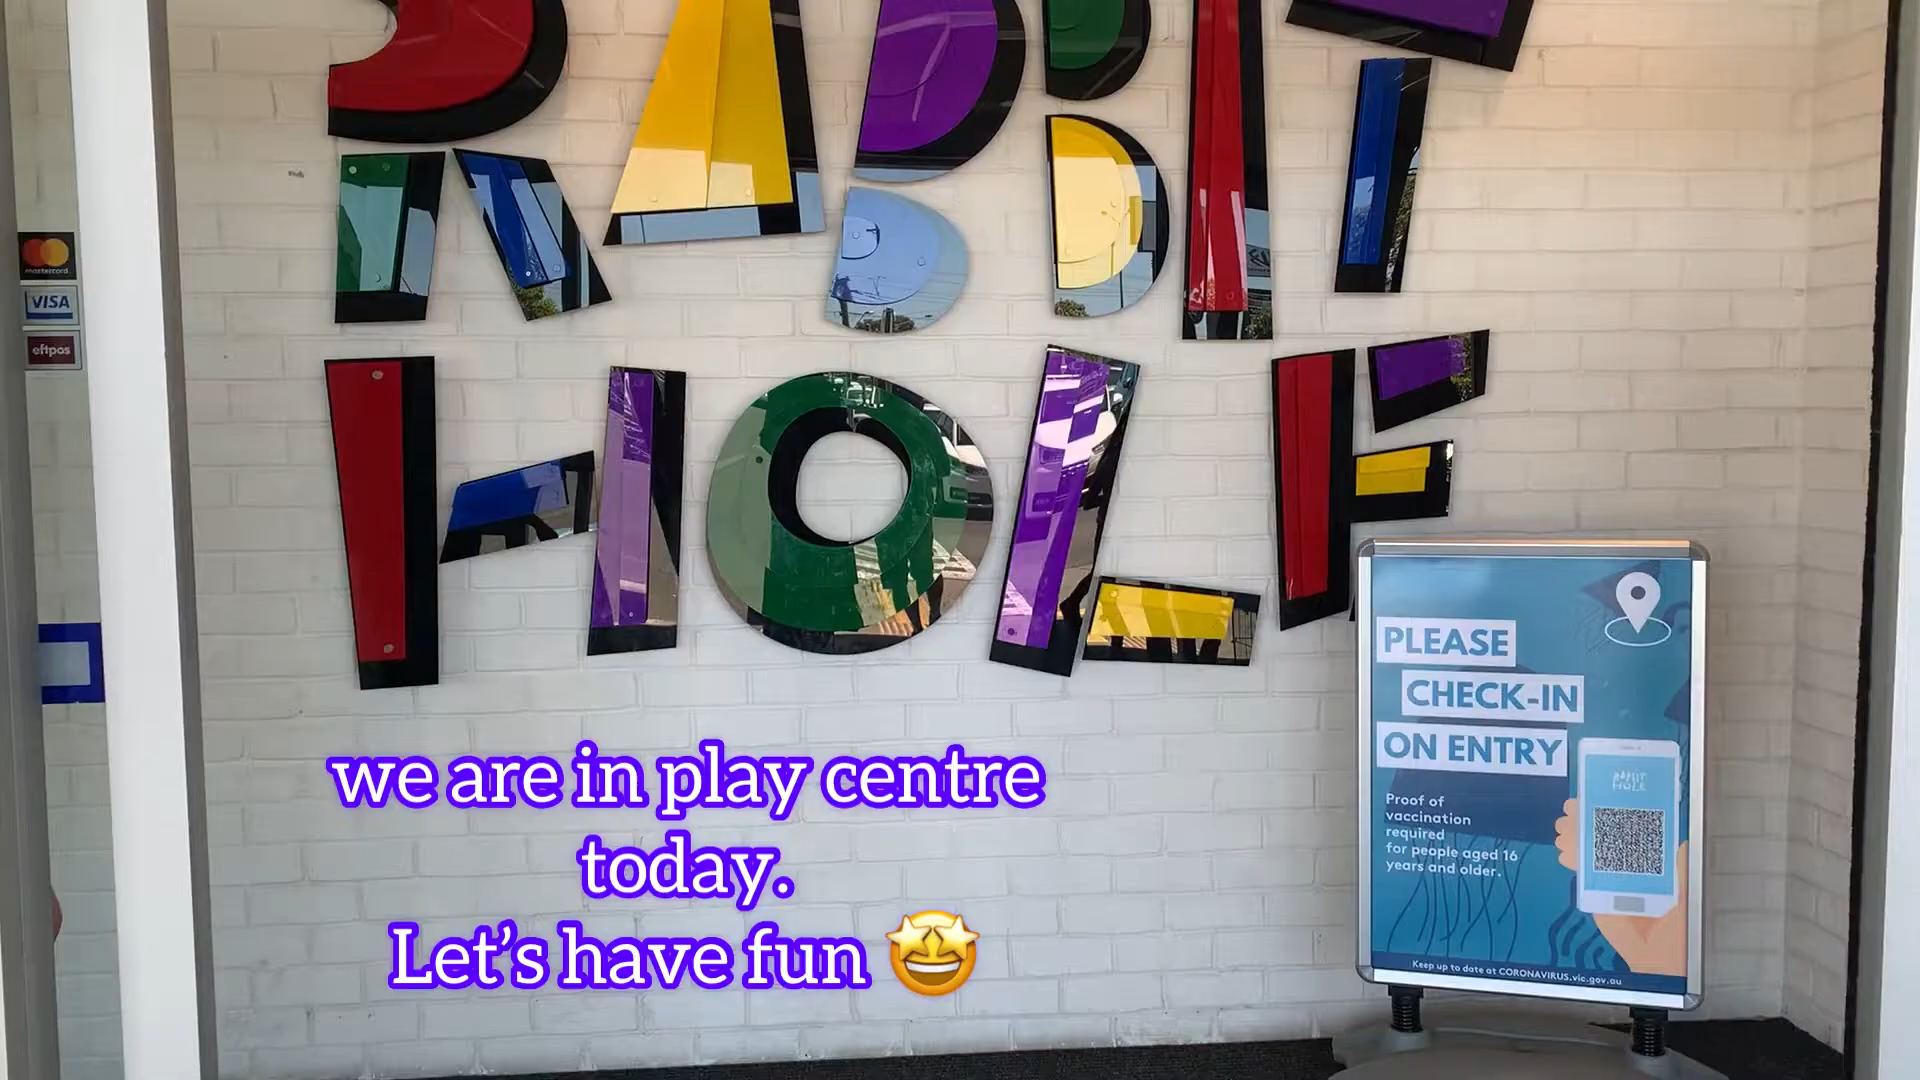 RABBIT
HOLE
mastercard
VISA
eftpos
PLEASE
CHECK-IN
ON ENTRY
RABBIT
HOLE
Proof of
vaccination
required
for people aged 16
years and older.
Keep up to date at CORONAVIRUS.vic.gov.au
we are in play centre
today.
Let's have fun 🤩